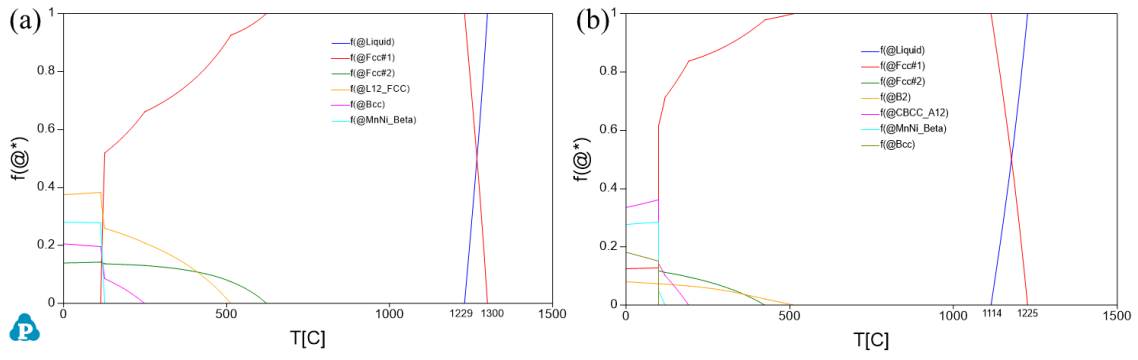 (a)
1
0.8
0.6
0.4
0.2
0
f(@*)
f(@Liquid)
f(@Fcc#1)
f(@Fcc#2)
f(@L12_FCC)
f(@Bcc)
f(@MnNi_Beta)
0
500
1000
1229
1300
1500
T[C]
P
(b)
1
0.8
0.6
0.4
0.2
0
f(@*)
f(@Liquid)
f(@Fcc#1)
f(@Fcc#2)
f(@B2)
f(@CBCC_A12)
f(@MnNi_Beta)
f(@Bcc)
0
500
1000
1114
1225
1500
T[C]